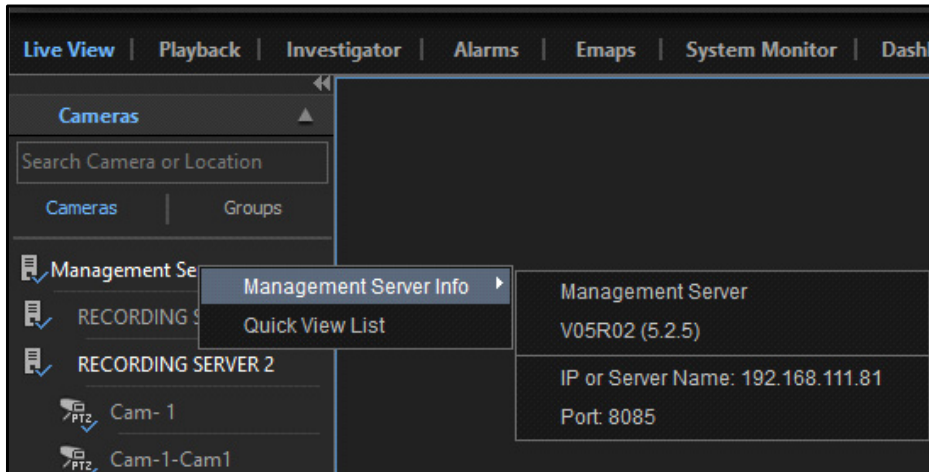 Live View | Playback | Investigator | Alarms | Emaps | System Monitor |
Cameras
Search Camera or Location
Cameras | Groups
Management
Management Server Info
Quick View List
Management Server
V05R02 (5.2.5)
IP or Server Name: 192.168.111.81
Port: 8085
RECORDING
RECORDING SERVER 2
PTZ Cam- 1
PTZ Cam-1-Cam1